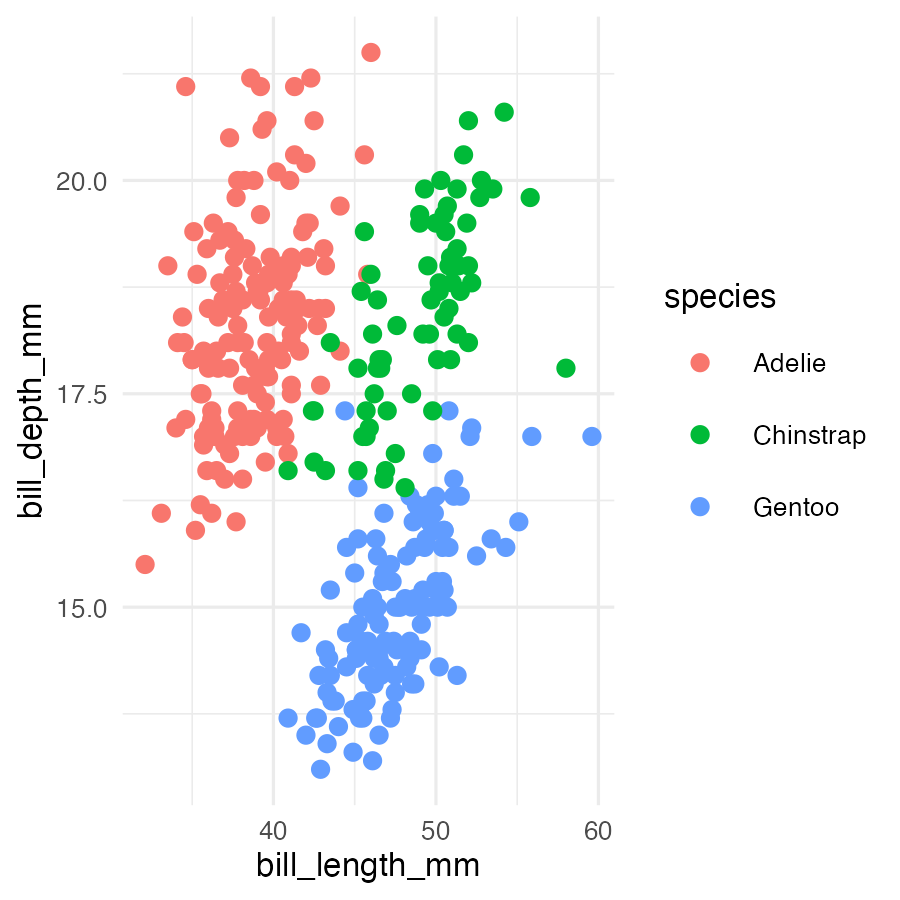 20.0
17.5
15.0
bill_depth_mm
40 50 60
bill_length_mm
species
Adelie
Chinstrap
Gentoo